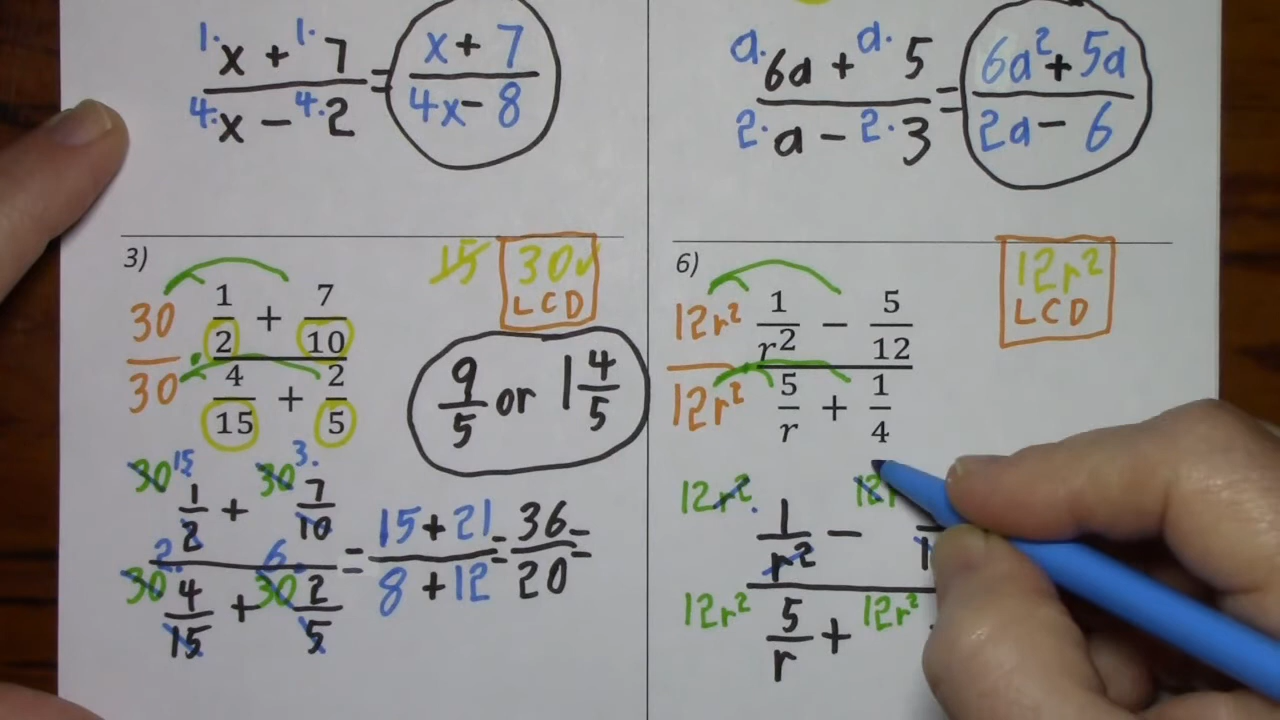 1· x + 1· 7 / 4· x − 4· 2 = x + 7 / 4x − 8
a· 6a + a· 5 / 2· a − 2· 3 = 6a² + 5a / 2a − 6
3)
15 30✓
LCD
30/30 · 1/2 + 7/10
4/15 + 2/5
9/5 or 1 4/5
30 15 1/2 + 30 3· 7/10
30 2· 4/15 + 30 6· 2/5
= 15 + 21 / 8 + 12 = 36/20 =
6)
12r²
LCD
12r²/12r² 1/r² − 5/12
5/r + 1/4
12r² · 1/r² − 12
12r² 5/r + 12r²